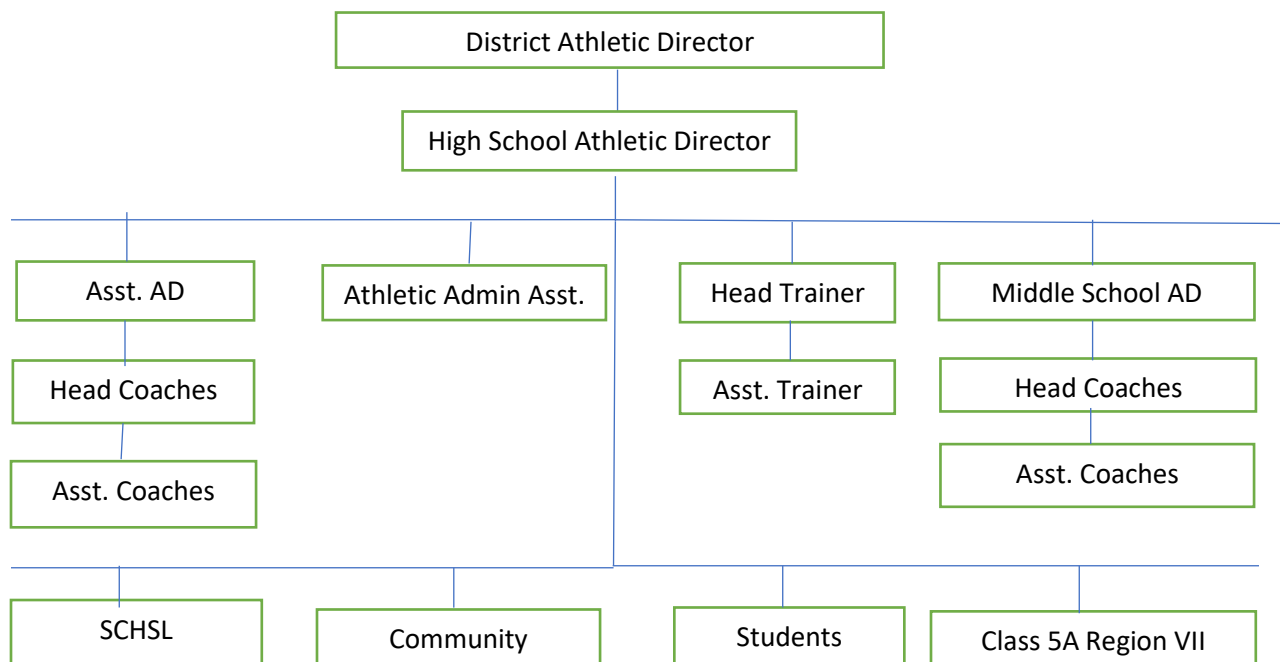 District Athletic Director
High School Athletic Director
Asst. AD
Athletic Admin Asst.
Head Trainer
Middle School AD
Head Coaches
Asst. Trainer
Head Coaches
Asst. Coaches
Asst. Coaches
SCHSL
Community
Students
Class 5A Region VII